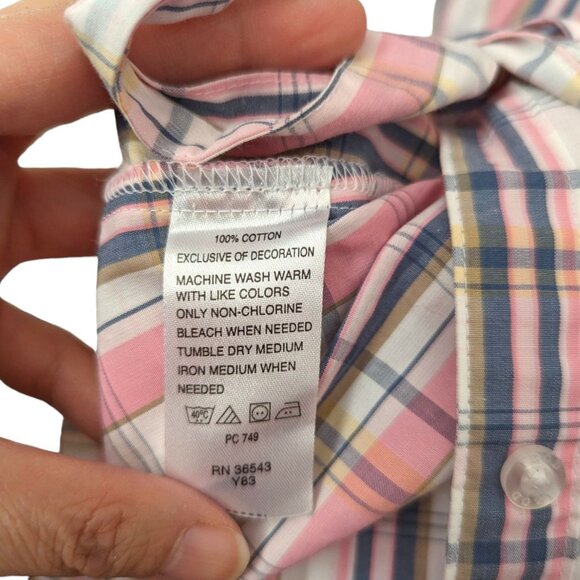 100% COTTON
EXCLUSIVE OF DECORATION
MACHINE WASH WARM
WITH LIKE COLORS
ONLY NON-CHLORINE
BLEACH WHEN NEEDED
TUMBLE DRY MEDIUM
IRON MEDIUM WHEN
NEEDED
40°C
PC 749
RN 36543
Y83